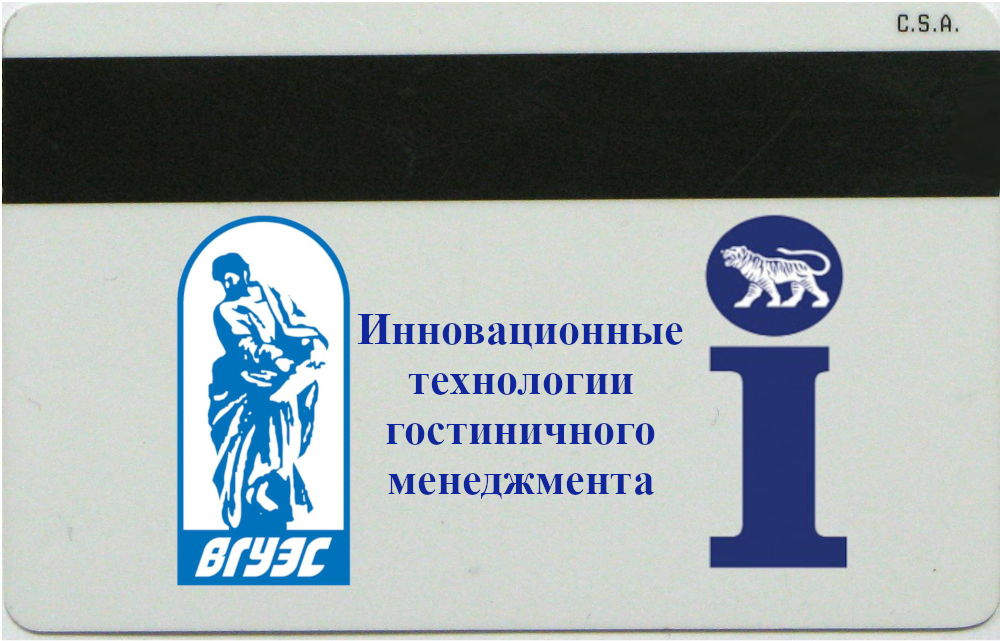 C.S.A.
Инновационные
технологии
гостиничного
менеджмента
ВГУЭС
i